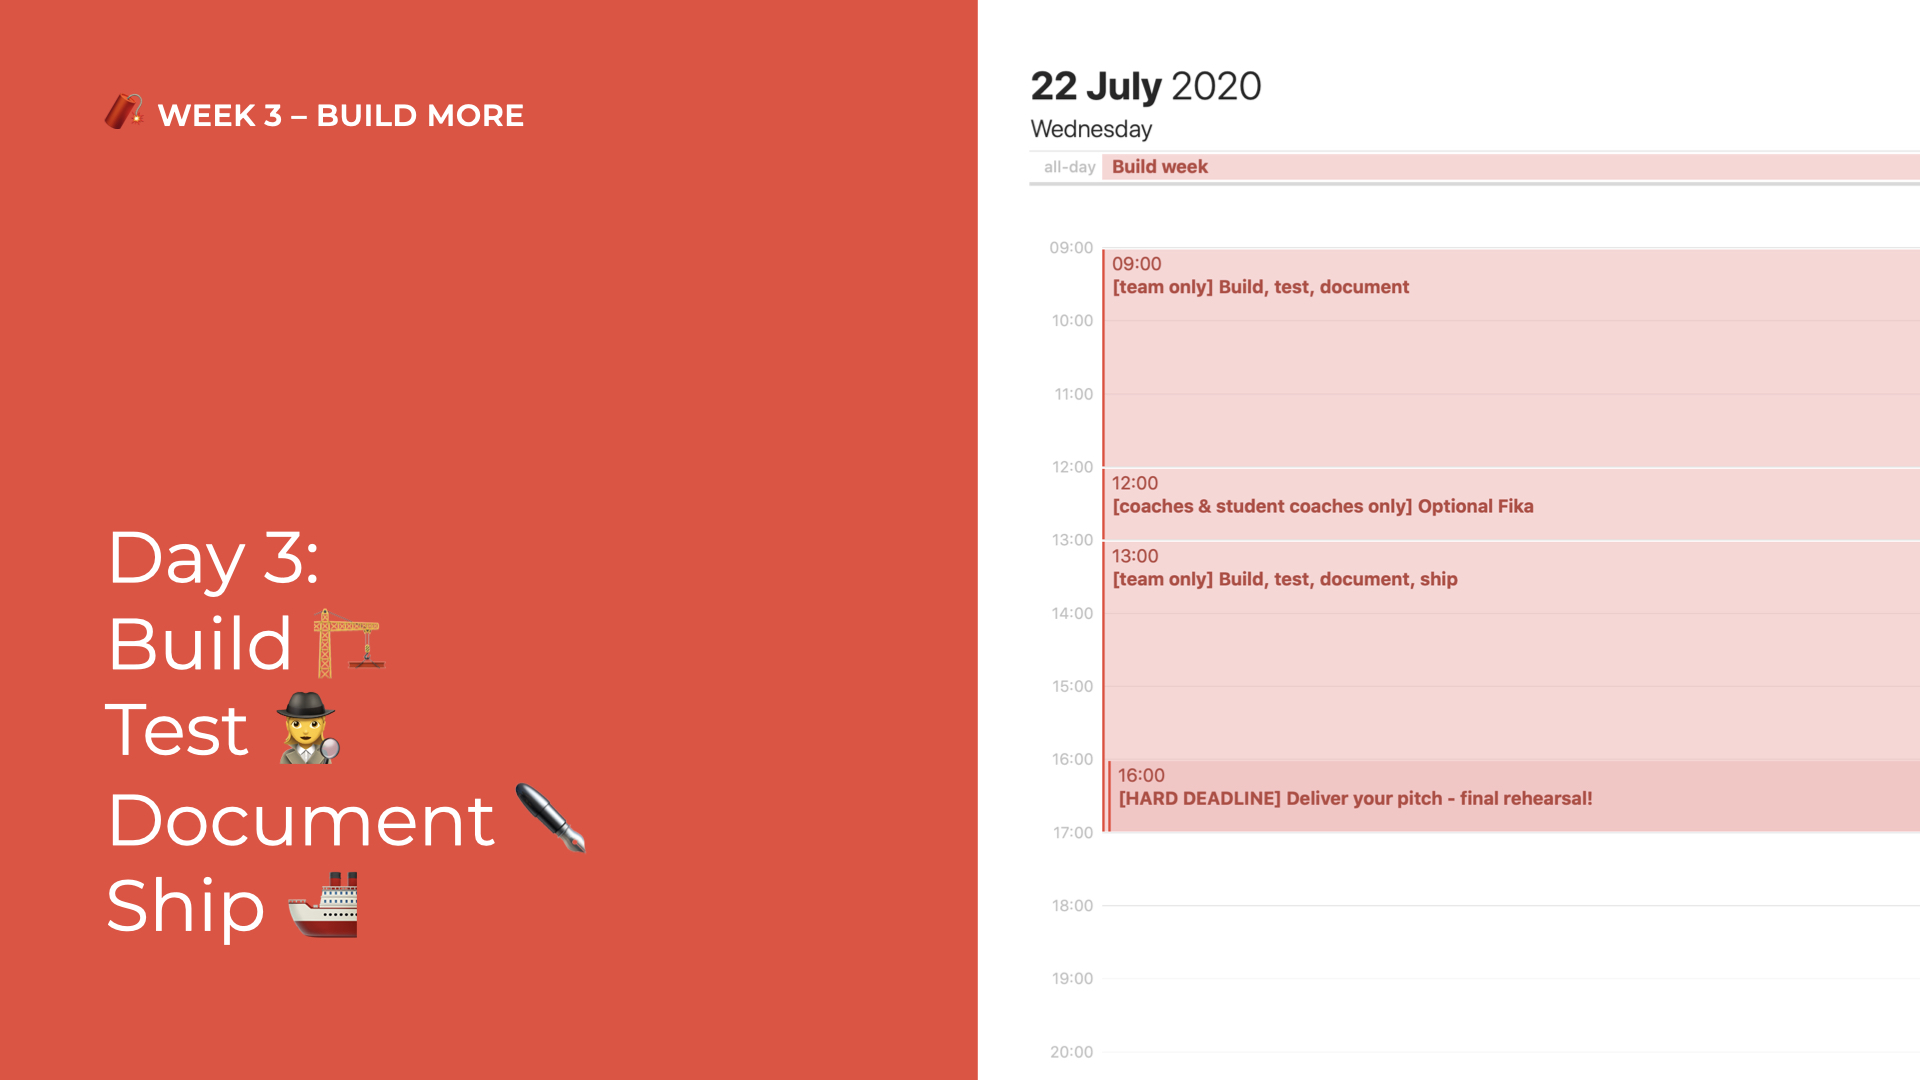 🧨 WEEK 3 – BUILD MORE
Day 3:
Build 🏗
Test 🕵️‍♀️
Document ✒️
Ship 🚢
22 July 2020
Wednesday
all-day
Build week
09:00
09:00
[team only] Build, test, document
10:00
11:00
12:00
12:00
[coaches & student coaches only] Optional Fika
13:00
13:00
[team only] Build, test, document, ship
14:00
15:00
16:00
16:00
[HARD DEADLINE] Deliver your pitch - final rehearsal!
17:00
18:00
19:00
20:00